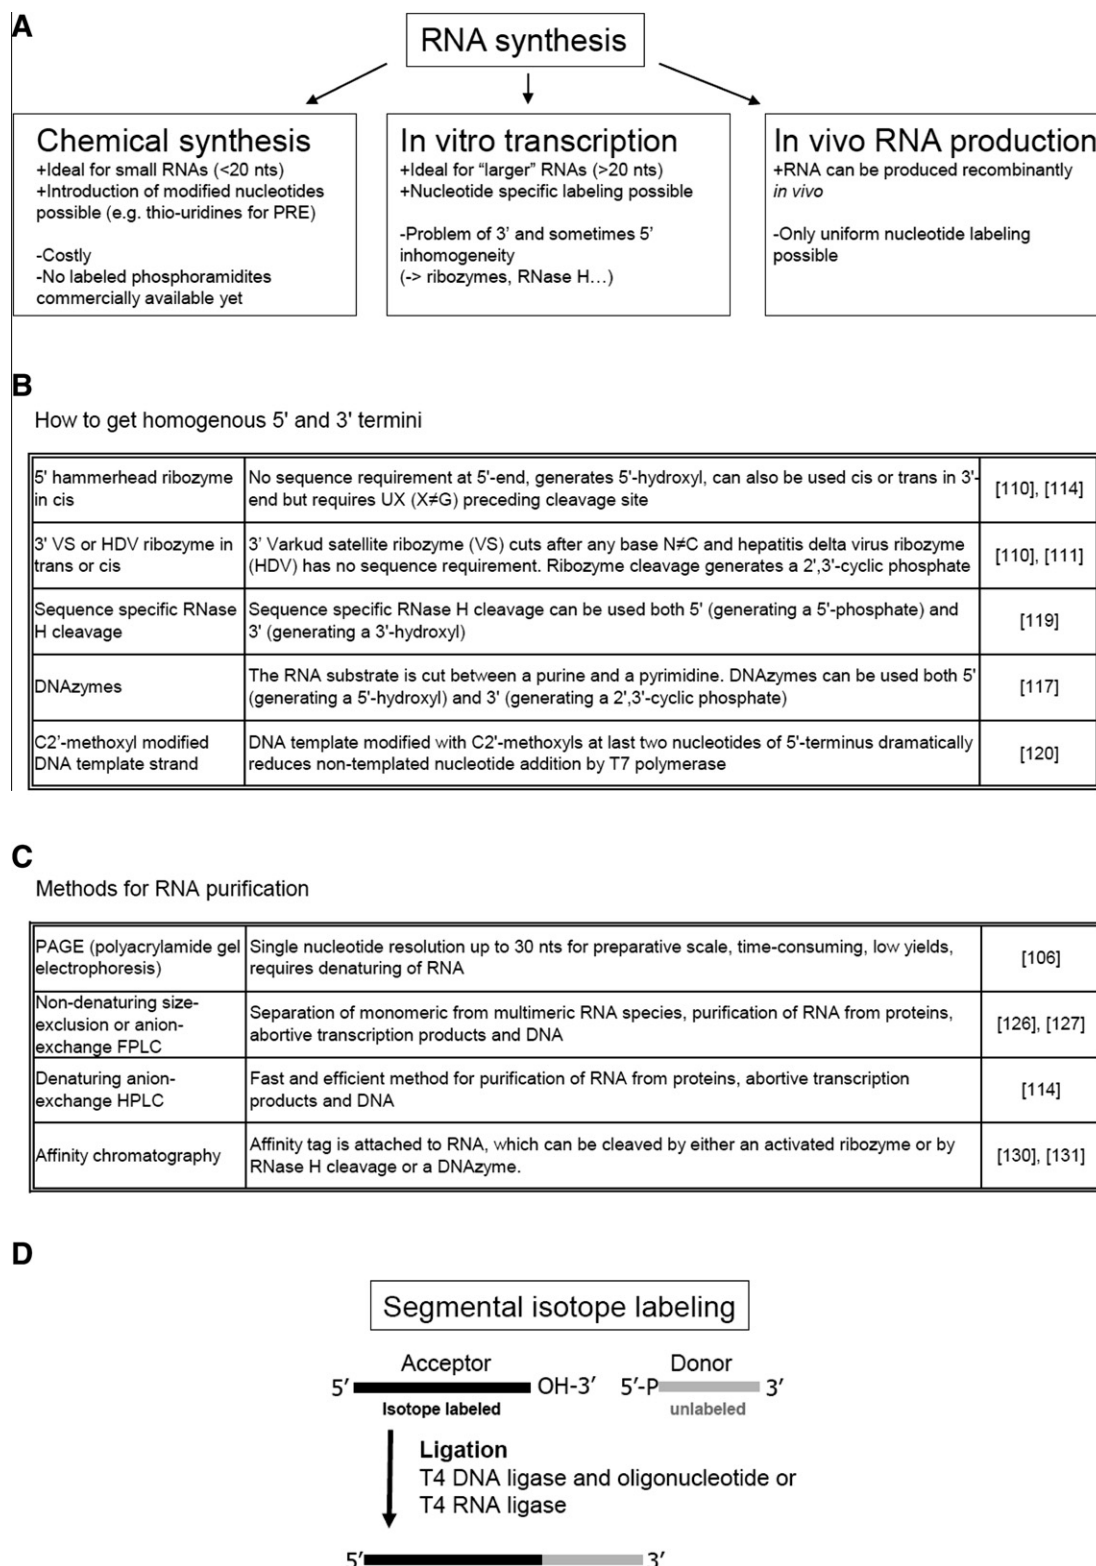 A
RNA synthesis
Chemical synthesis
+Ideal for small RNAs (<20 nts)
+Introduction of modified nucleotides
possible (e.g. thio-uridines for PRE)
-Costly
-No labeled phosphoramidites
commercially available yet
In vitro transcription
+Ideal for “larger” RNAs (>20 nts)
+Nucleotide specific labeling possible
-Problem of 3’ and sometimes 5’
inhomogeneity
(-> ribozymes, RNase H…)
In vivo RNA production
+RNA can be produced recombinantly
in vivo
-Only uniform nucleotide labeling
possible
B
How to get homogenous 5' and 3' termini
5' hammerhead ribozyme
in cis
No sequence requirement at 5'-end, generates 5'-hydroxyl, can also be used cis or trans in 3'-
end but requires UX (X≠G) preceding cleavage site
[110], [114]
3' VS or HDV ribozyme in
trans or cis
3’ Varkud satellite ribozyme (VS) cuts after any base N≠C and hepatitis delta virus ribozyme
(HDV) has no sequence requirement. Ribozyme cleavage generates a 2',3'-cyclic phosphate
[110], [111]
Sequence specific RNase
H cleavage
Sequence specific RNase H cleavage can be used both 5' (generating a 5'-phosphate) and
3' (generating a 3'-hydroxyl)
[119]
DNAzymes
The RNA substrate is cut between a purine and a pyrimidine. DNAzymes can be used both 5'
(generating a 5'-hydroxyl) and 3' (generating a 2',3'-cyclic phosphate)
[117]
C2’-methoxyl modified
DNA template strand
DNA template modified with C2'-methoxyls at last two nucleotides of 5'-terminus dramatically
reduces non-templated nucleotide addition by T7 polymerase
[120]
C
Methods for RNA purification
PAGE (polyacrylamide gel
electrophoresis)
Single nucleotide resolution up to 30 nts for preparative scale, time-consuming, low yields,
requires denaturing of RNA
[106]
Non-denaturing size-
exclusion or anion-
exchange FPLC
Separation of monomeric from multimeric RNA species, purification of RNA from proteins,
abortive transcription products and DNA
[126], [127]
Denaturing anion-
exchange HPLC
Fast and efficient method for purification of RNA from proteins, abortive transcription
products and DNA
[114]
Affinity chromatography
Affinity tag is attached to RNA, which can be cleaved by either an activated ribozyme or by
RNase H cleavage or a DNAzyme.
[130], [131]
D
Segmental isotope labeling
Acceptor
Donor
5′ OH-3′ 5′-P 3′
Isotope labeled
unlabeled
Ligation
T4 DNA ligase and oligonucleotide or
T4 RNA ligase
5′ 3′